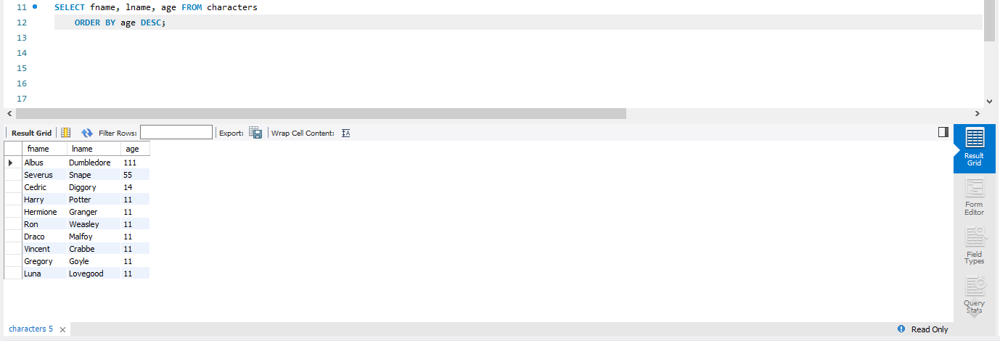 11 SELECT fname, lname, age FROM characters
12 ORDER BY age DESC;
13
14
15
16
17
Result Grid Filter Rows: Export: Wrap Cell Content: IA
fname lname age
Albus Dumbledore 111
Severus Snape 55
Cedric Diggory 14
Harry Potter 11
Hermione Granger 11
Ron Weasley 11
Draco Malfoy 11
Vincent Crabbe 11
Gregory Goyle 11
Luna Lovegood 11
Result
Grid
Form
Editor
Field
Types
Query
Stats
characters 5 Read Only